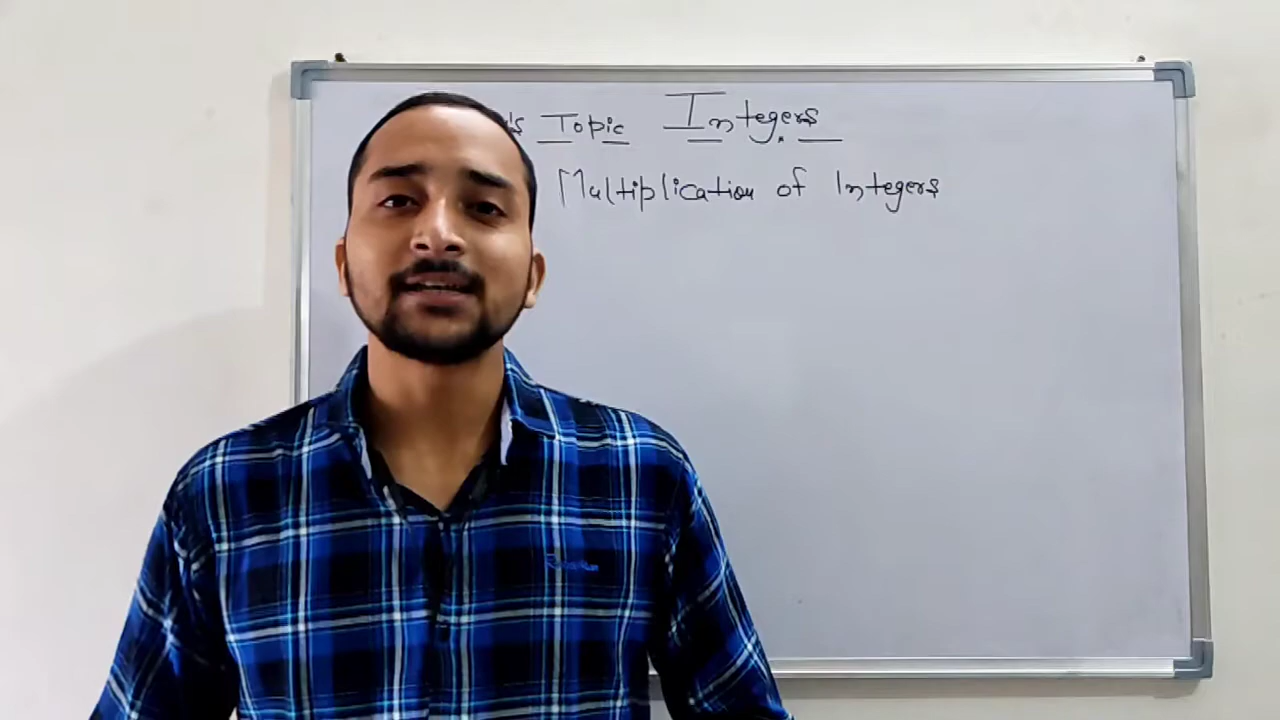 's Topic Integers
Multiplication of Integers